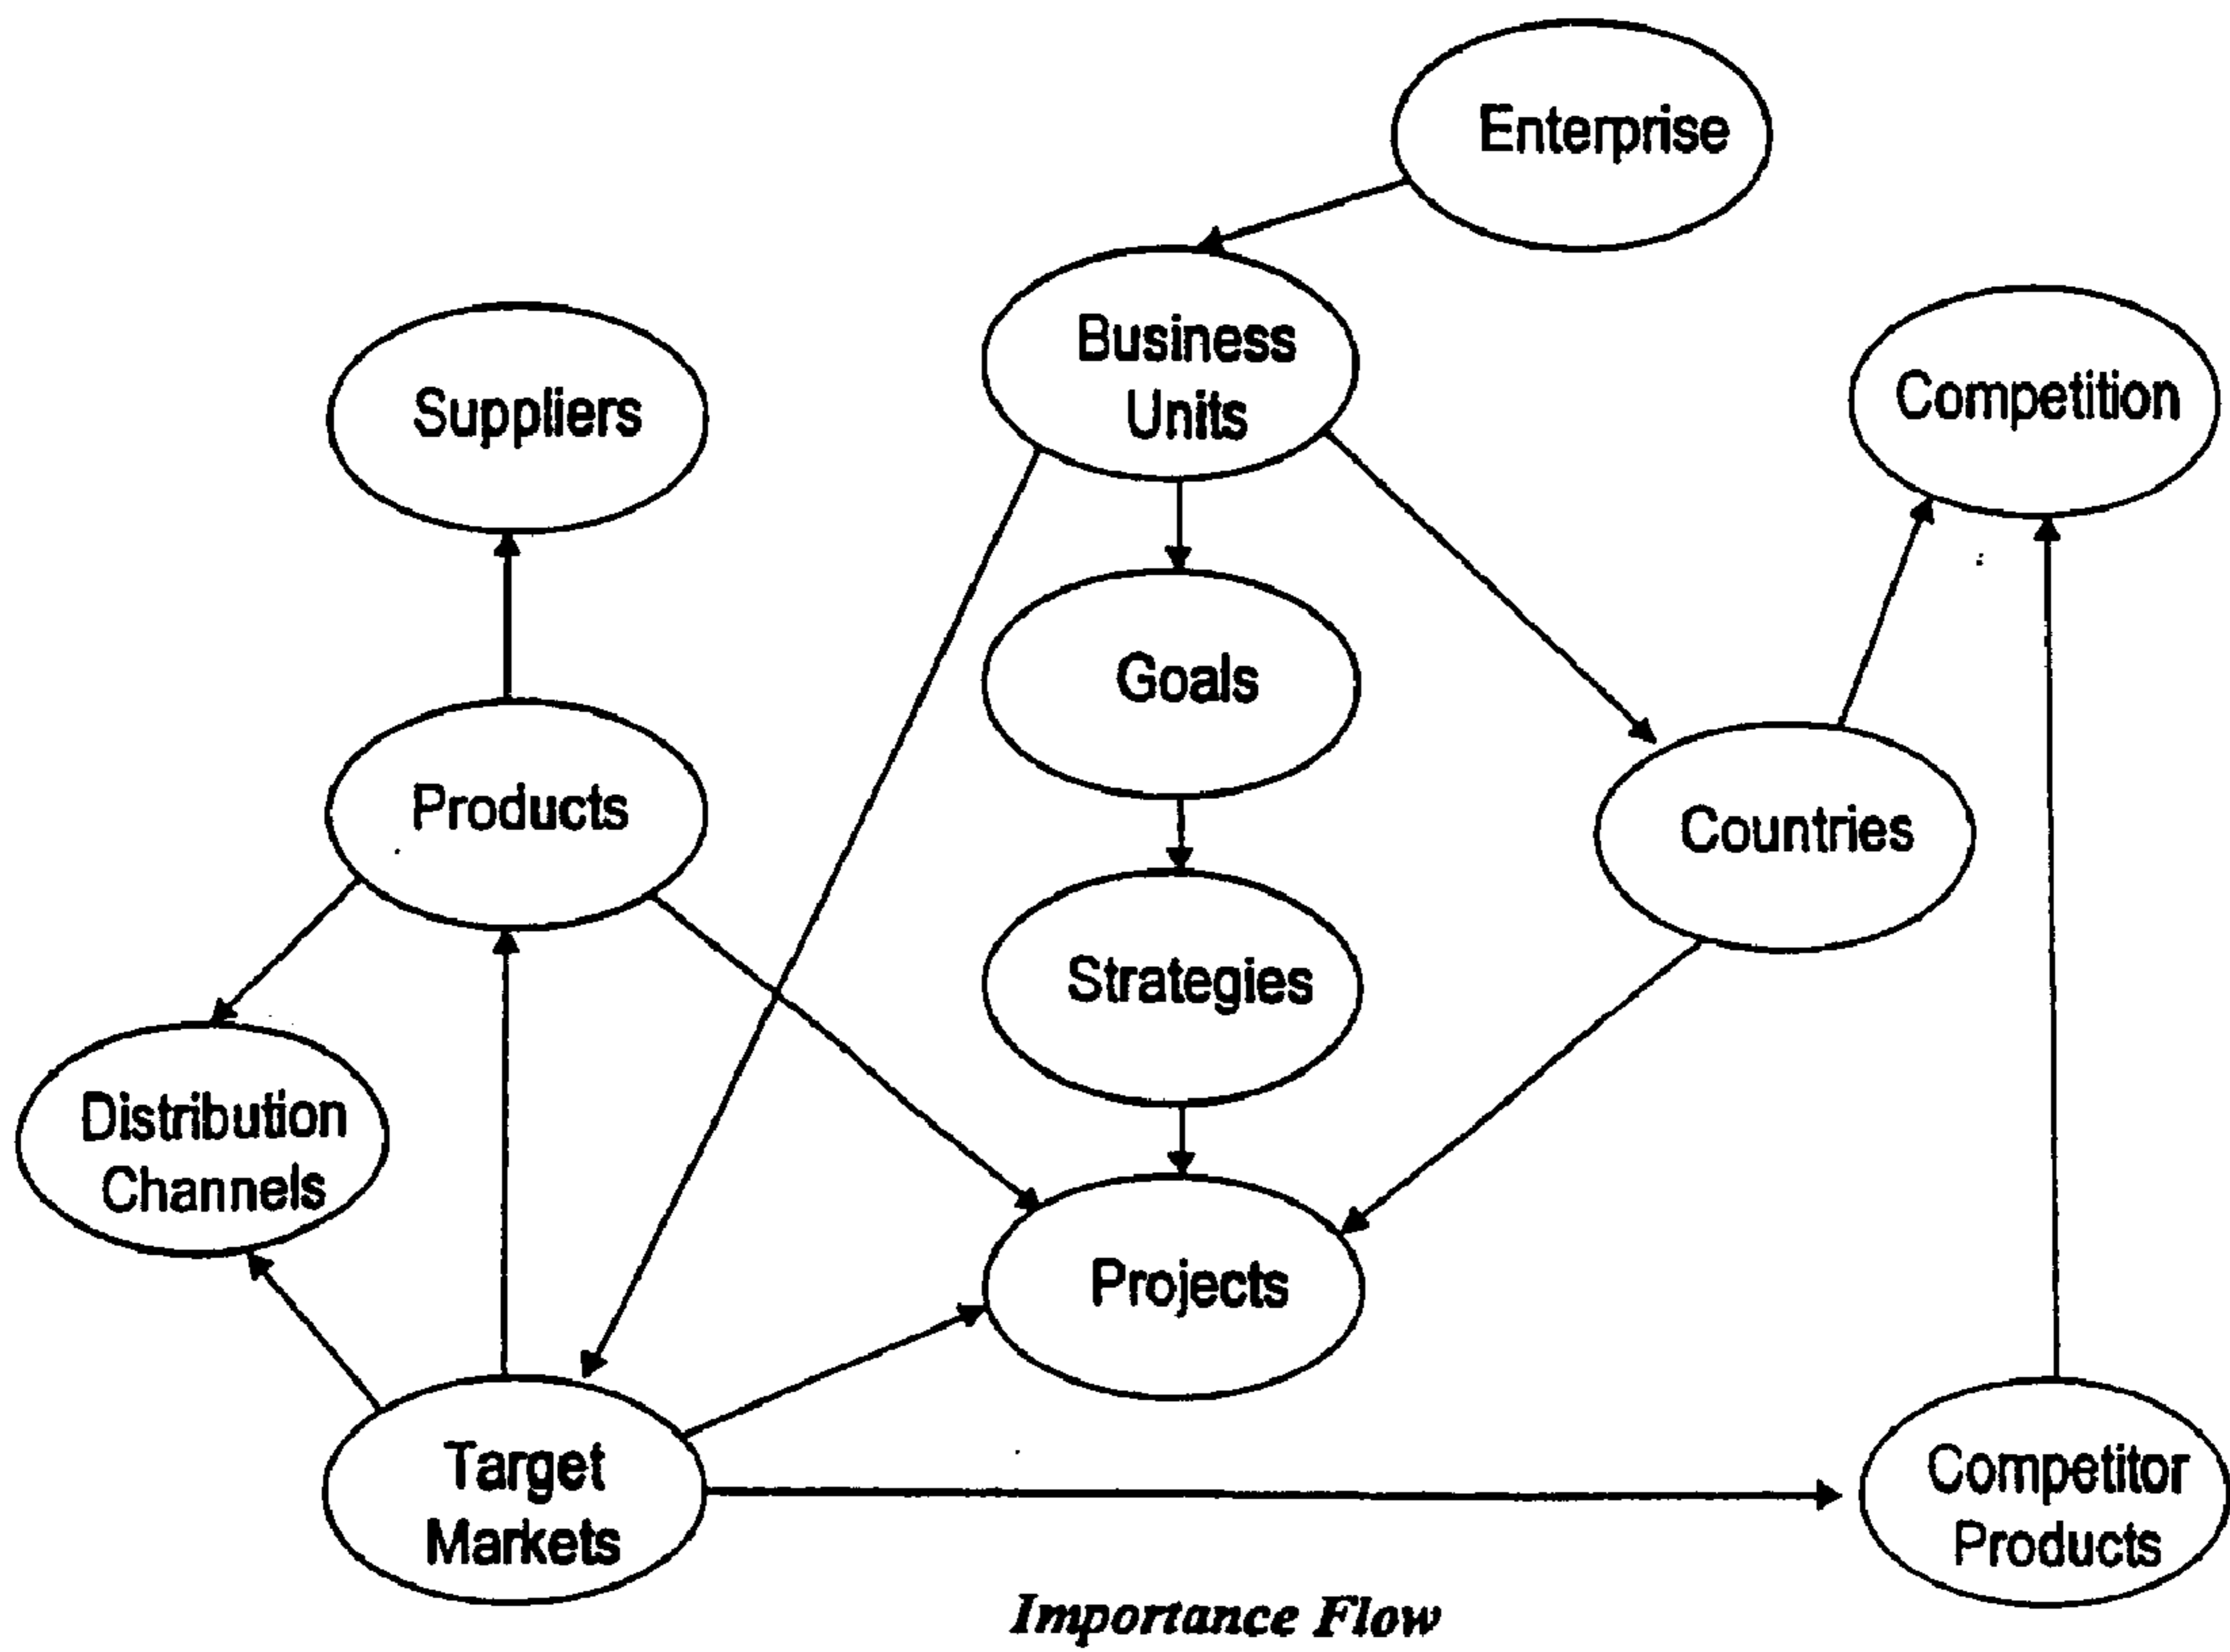 Enterprise
Business
Units
Suppliers
Competition
Goals
Products
Countries
Strategies
Distribution
Channels
Projects
Target
Markets
Competitor
Products
Importance Flow